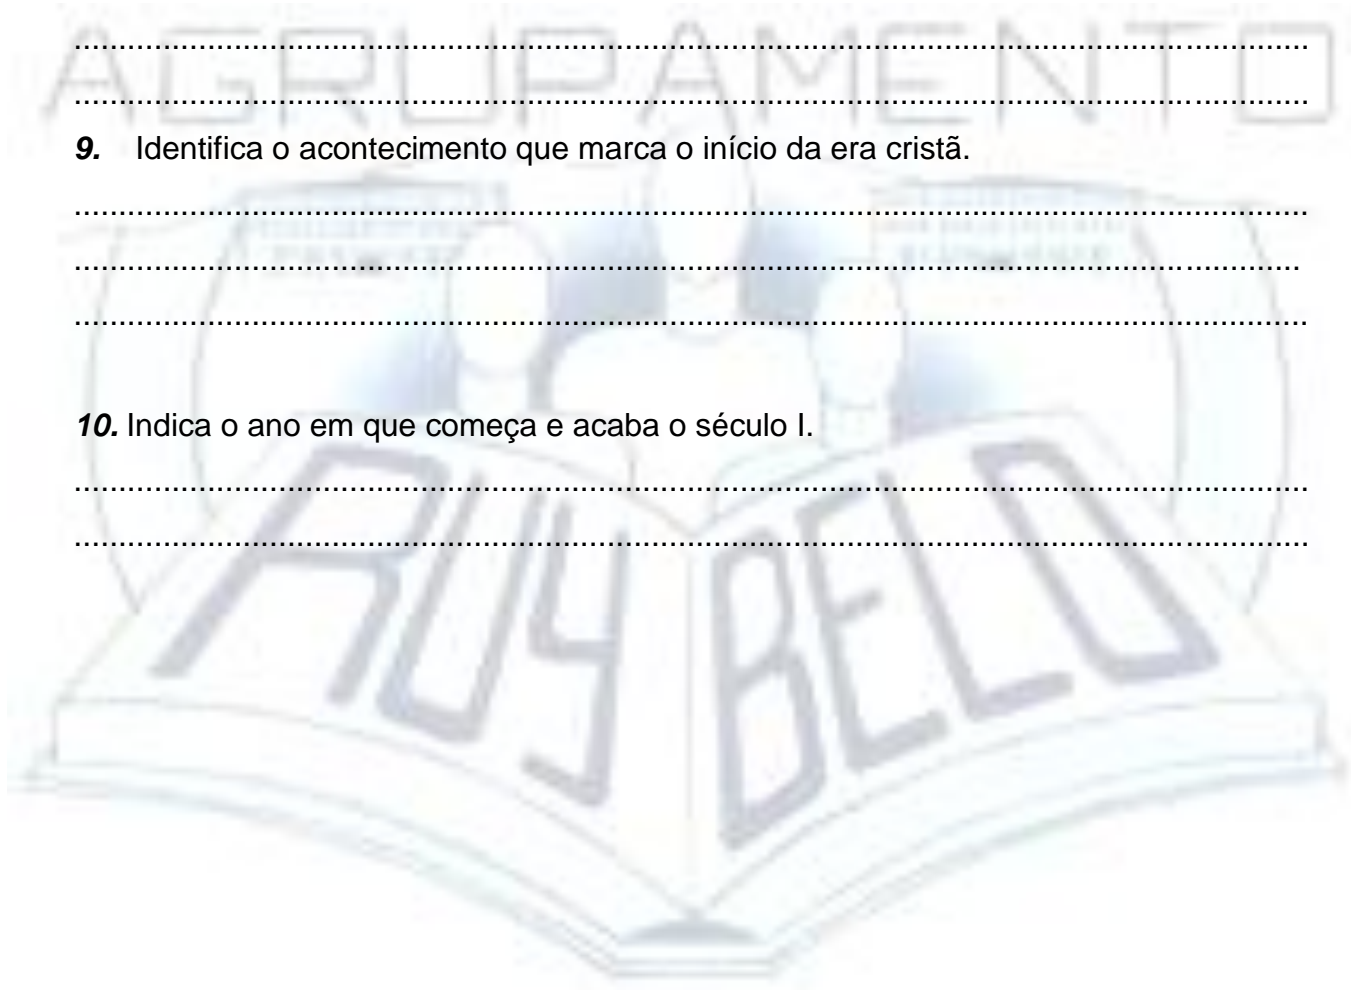 AGRUPAMENTO
9. Identifica o acontecimento que marca o início da era cristã.
10. Indica o ano em que começa e acaba o século I.
RUY BELO